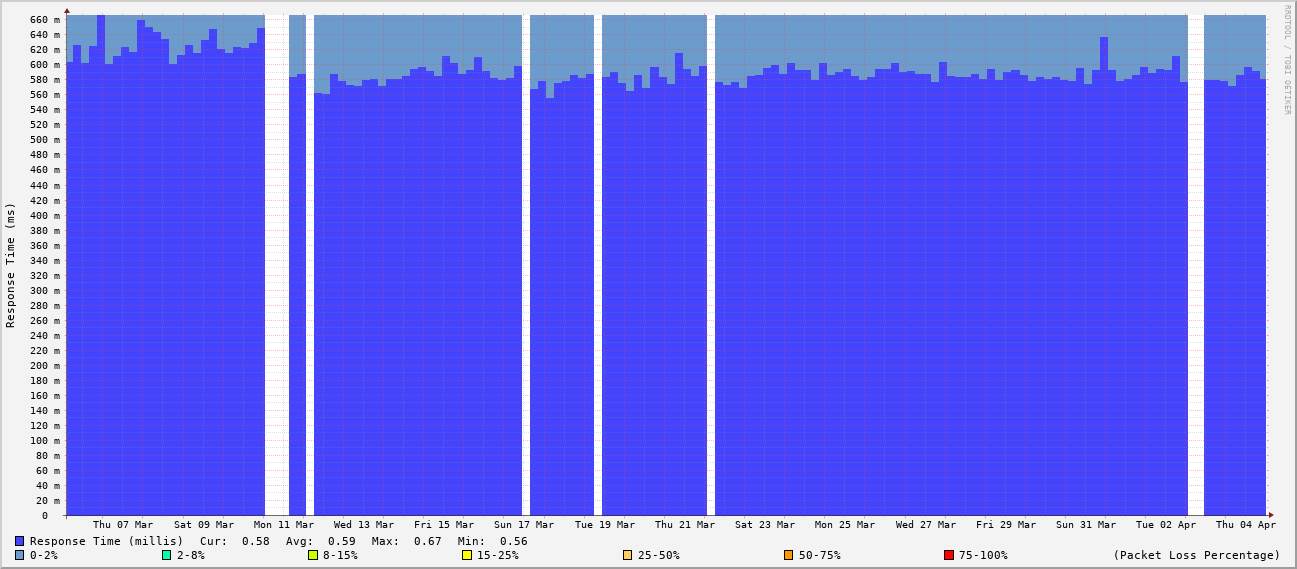 RRDTOOL / TOBI OETIKER
Response Time (ms)
660 m
640 m
620 m
600 m
580 m
560 m
540 m
520 m
500 m
480 m
460 m
440 m
420 m
400 m
380 m
360 m
340 m
320 m
300 m
280 m
260 m
240 m
220 m
200 m
180 m
160 m
140 m
120 m
100 m
80 m
60 m
40 m
20 m
0
Thu 07 Mar Sat 09 Mar Mon 11 Mar Wed 13 Mar Fri 15 Mar Sun 17 Mar Tue 19 Mar Thu 21 Mar Sat 23 Mar Mon 25 Mar Wed 27 Mar Fri 29 Mar Sun 31 Mar Tue 02 Apr Thu 04 Apr
Response Time (millis) Cur: 0.58 Avg: 0.59 Max: 0.67 Min: 0.56
0-2% 2-8% 8-15% 15-25% 25-50% 50-75% 75-100% (Packet Loss Percentage)